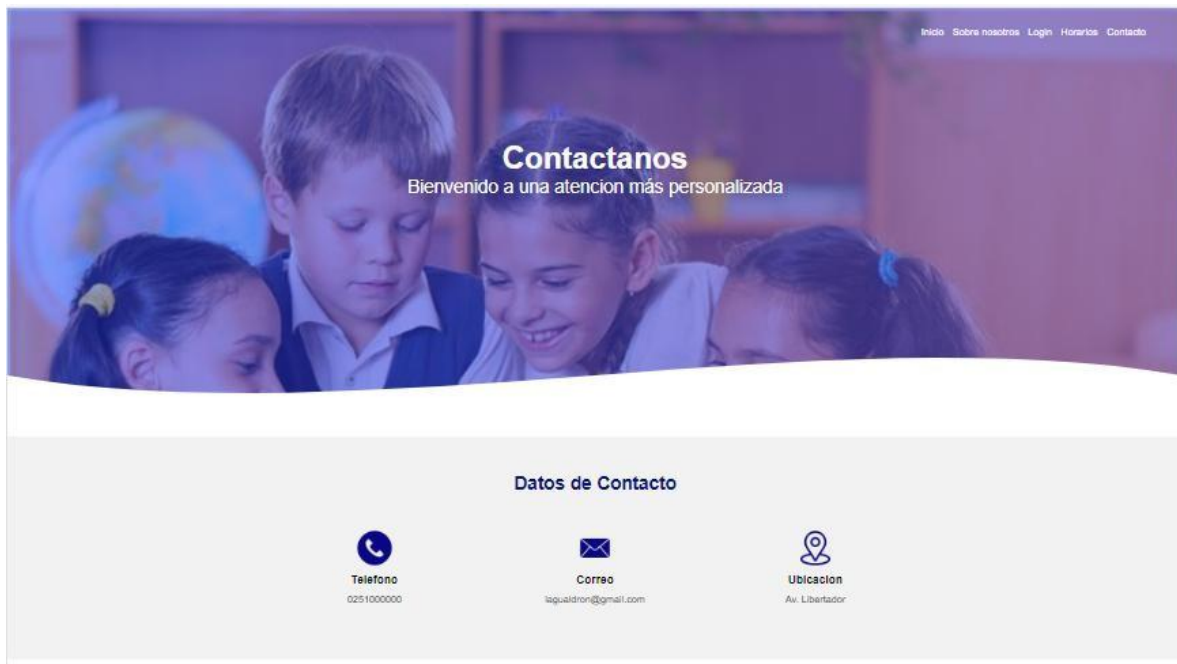 Inicio Sobre nosotros Login Horarios Contacto
Contactanos
Bienvenido a una atencion más personalizada
Datos de Contacto
Telefono Correo Ubicacion
0251000000 lagualdron@gmail.com Av. Libertador